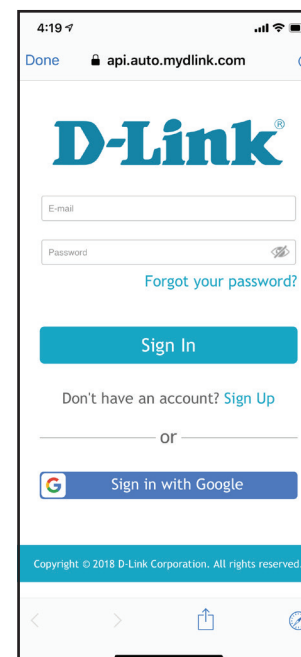 4:19
Done api.auto.mydlink.com
D-Link®
E-mail
Password
Forgot your password?
Sign In
Don't have an account? Sign Up
or
G Sign in with Google
Copyright © 2018 D-Link Corporation. All rights reserved.